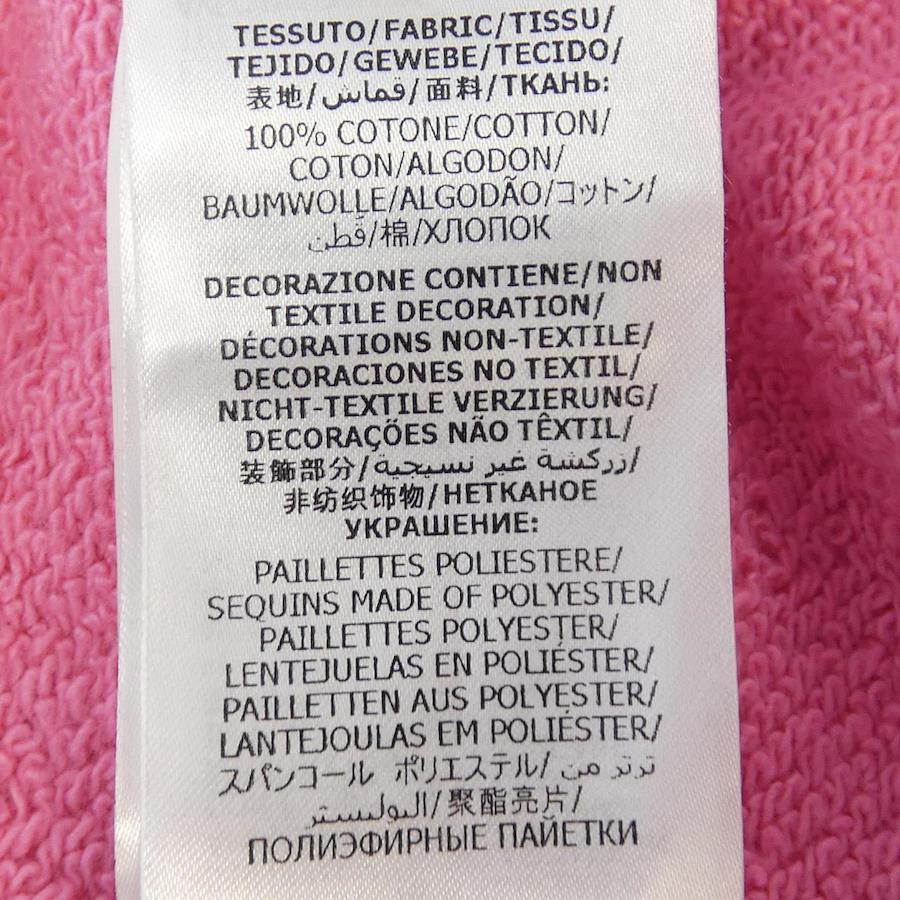 TESSUTO/FABRIC/TISSU/
TEJIDO/GEWEBE/TECIDO/
表地/قماش/面料/ТКАНЬ:
100% COTONE/COTTON/
COTON/ALGODON/
BAUMWOLLE/ALGODÃO/コットン/
قطن/棉/ХЛОПОК
DECORAZIONE CONTIENE/NON
TEXTILE DECORATION/
DÉCORATIONS NON-TEXTILE/
DECORACIONES NO TEXTIL/
NICHT-TEXTILE VERZIERUNG/
DECORAÇÕES NÃO TÊXTIL/
装飾部分/زركشة غير نسيجية/
非纺织饰物/НЕТКАНОЕ
УКРАШЕНИЕ:
PAILLETTES POLIESTERE/
SEQUINS MADE OF POLYESTER/
PAILLETTES POLYESTER/
LENTEJUELAS EN POLIÉSTER/
PAILLETTEN AUS POLYESTER/
LANTEJOULAS EM POLIÉSTER/
スパンコール ポリエステル/ترتر من
البوليستر/聚酯亮片/
ПОЛИЭФИРНЫЕ ПАЙЕТКИ